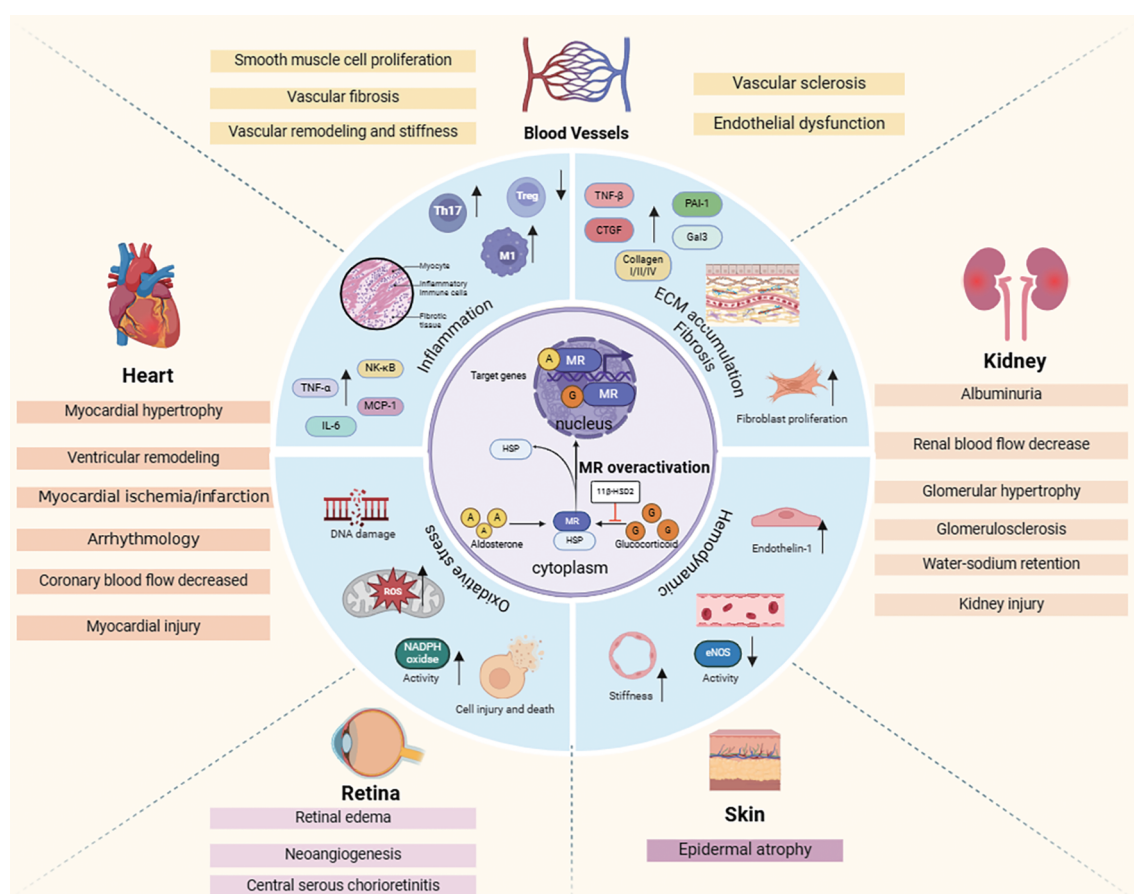 Smooth muscle cell proliferation
Vascular fibrosis
Vascular remodeling and stiffness
Blood Vessels
Vascular sclerosis
Endothelial dysfunction
Heart
Myocardial hypertrophy
Ventricular remodeling
Myocardial ischemia/infarction
Arrhythmology
Coronary blood flow decreased
Myocardial injury
Th17
Treg
M1
Myocyte
Inflammatory
Immune cells
Fibrotic
tissue
Inflammation
TNF-α
NK-κB
MCP-1
IL-6
TNF-β
PAI-1
CTGF
Gal3
Collagen
I/II/IV
ECM accumulation
Fibrosis
Fibroblast proliferation
Target genes
A
MR
G
MR
nucleus
HSP
MR overactivation
11β-HSD2
A
A
A
Aldosterone
MR
HSP
G
G
G
Glucocorticoid
cytoplasm
DNA damage
ROS
Oxidative stress
NADPH
oxidse
Activity
Cell injury and death
Hemodynamic
Endothelin-1
Stiffness
eNOS
Activity
Kidney
Albuminuria
Renal blood flow decrease
Glomerular hypertrophy
Glomerulosclerosis
Water-sodium retention
Kidney injury
Retina
Retinal edema
Neoangiogenesis
Central serous chorioretinitis
Skin
Epidermal atrophy